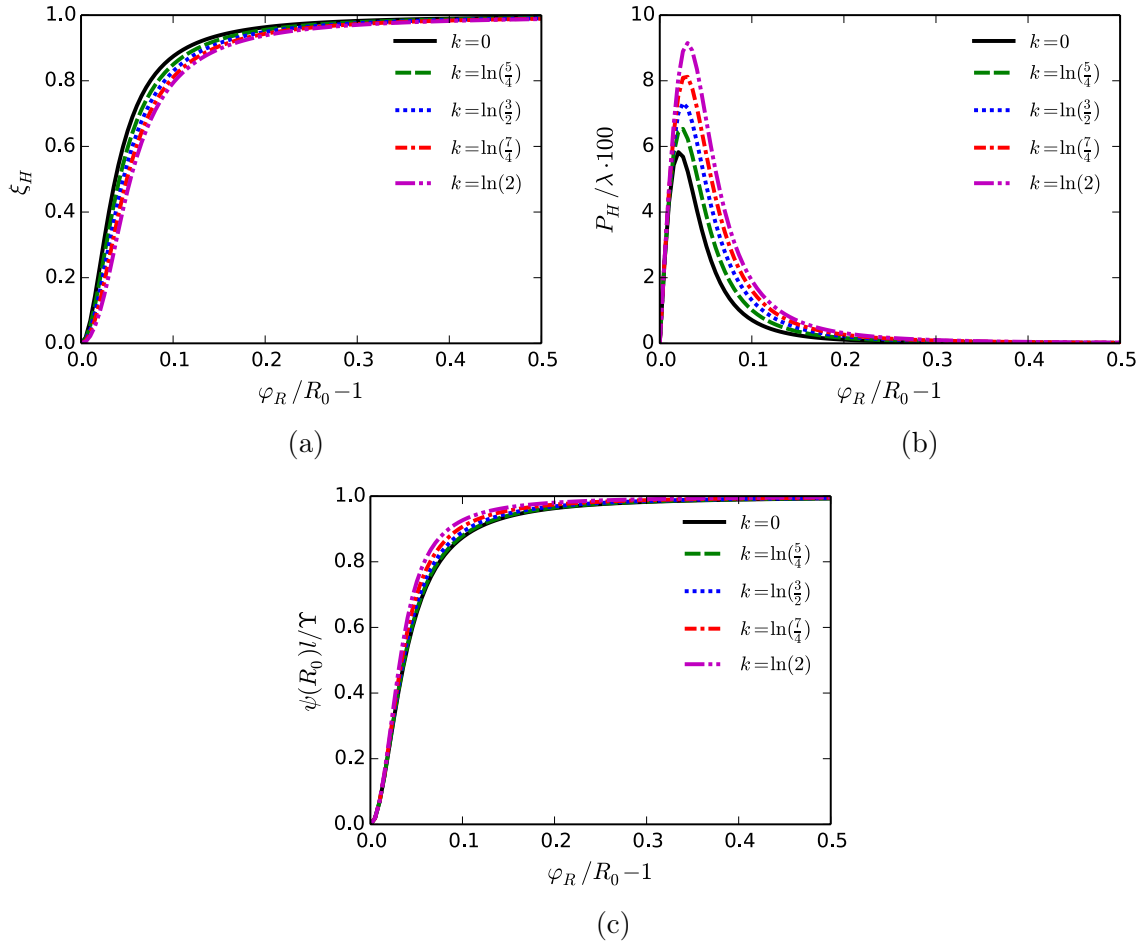 1.0
0.8
0.6
0.4
0.2
0.0
0.0 0.1 0.2 0.3 0.4 0.5
ξ_H
φ_R/R_0−1
k=0
k=ln(5/4)
k=ln(3/2)
k=ln(7/4)
k=ln(2)
(a)
10
8
6
4
2
0
0.0 0.1 0.2 0.3 0.4 0.5
P_H/λ·100
φ_R/R_0−1
k=0
k=ln(5/4)
k=ln(3/2)
k=ln(7/4)
k=ln(2)
(b)
1.0
0.8
0.6
0.4
0.2
0.0
0.0 0.1 0.2 0.3 0.4 0.5
ψ(R_0)l/Υ
φ_R/R_0−1
k=0
k=ln(5/4)
k=ln(3/2)
k=ln(7/4)
k=ln(2)
(c)